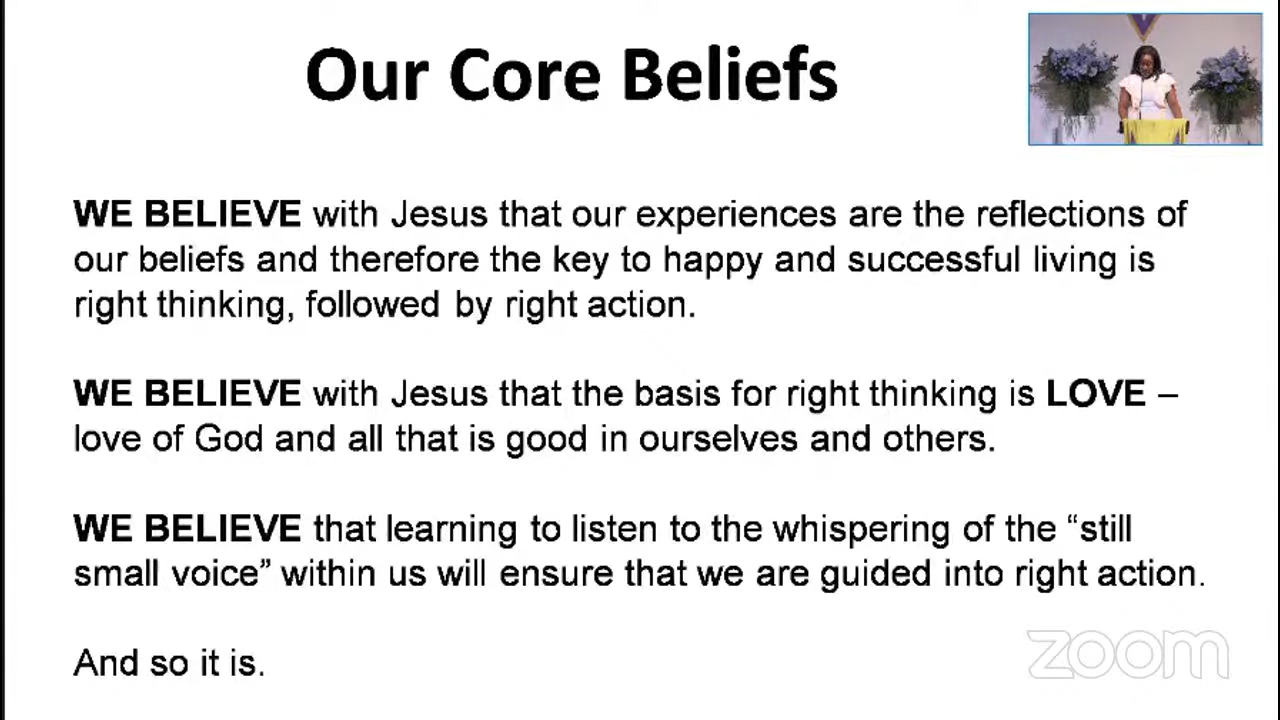 Our Core Beliefs
WE BELIEVE with Jesus that our experiences are the reflections of
our beliefs and therefore the key to happy and successful living is
right thinking, followed by right action.
WE BELIEVE with Jesus that the basis for right thinking is LOVE –
love of God and all that is good in ourselves and others.
WE BELIEVE that learning to listen to the whispering of the “still
small voice” within us will ensure that we are guided into right action.
And so it is.
zoom